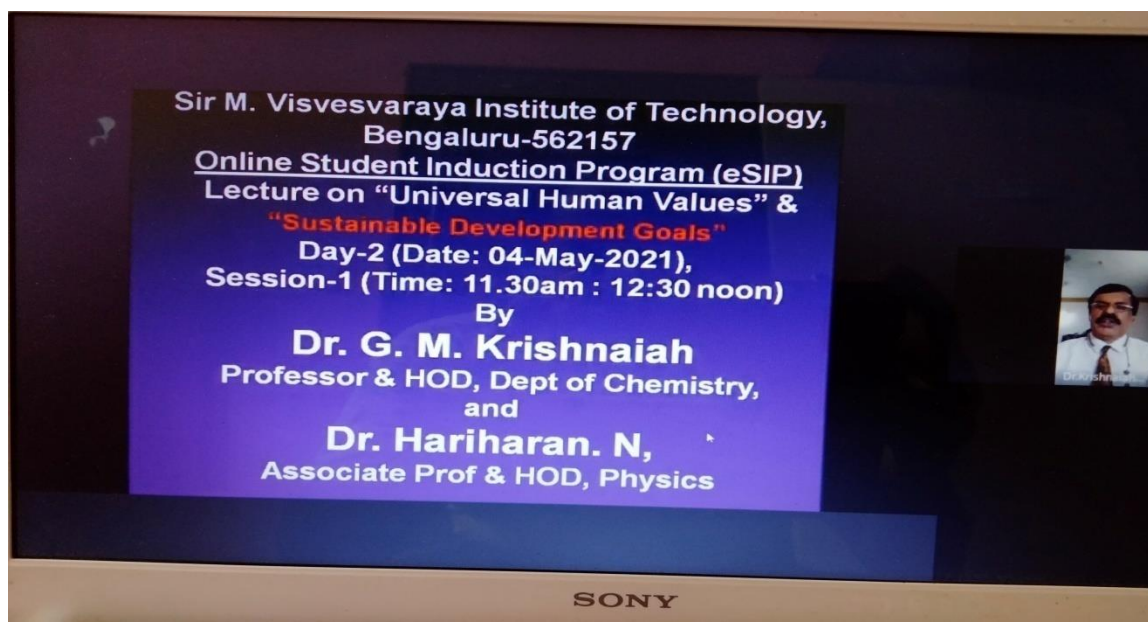 Sir M. Visvesvaraya Institute of Technology,
Bengaluru-562157
Online Student Induction Program (eSIP)
Lecture on “Universal Human Values” &
“Sustainable Development Goals”
Day-2 (Date: 04-May-2021),
Session-1 (Time: 11.30am : 12:30 noon)
By
Dr. G. M. Krishnaiah
Professor & HOD, Dept of Chemistry,
and
Dr. Hariharan. N,
Associate Prof & HOD, Physics
SONY